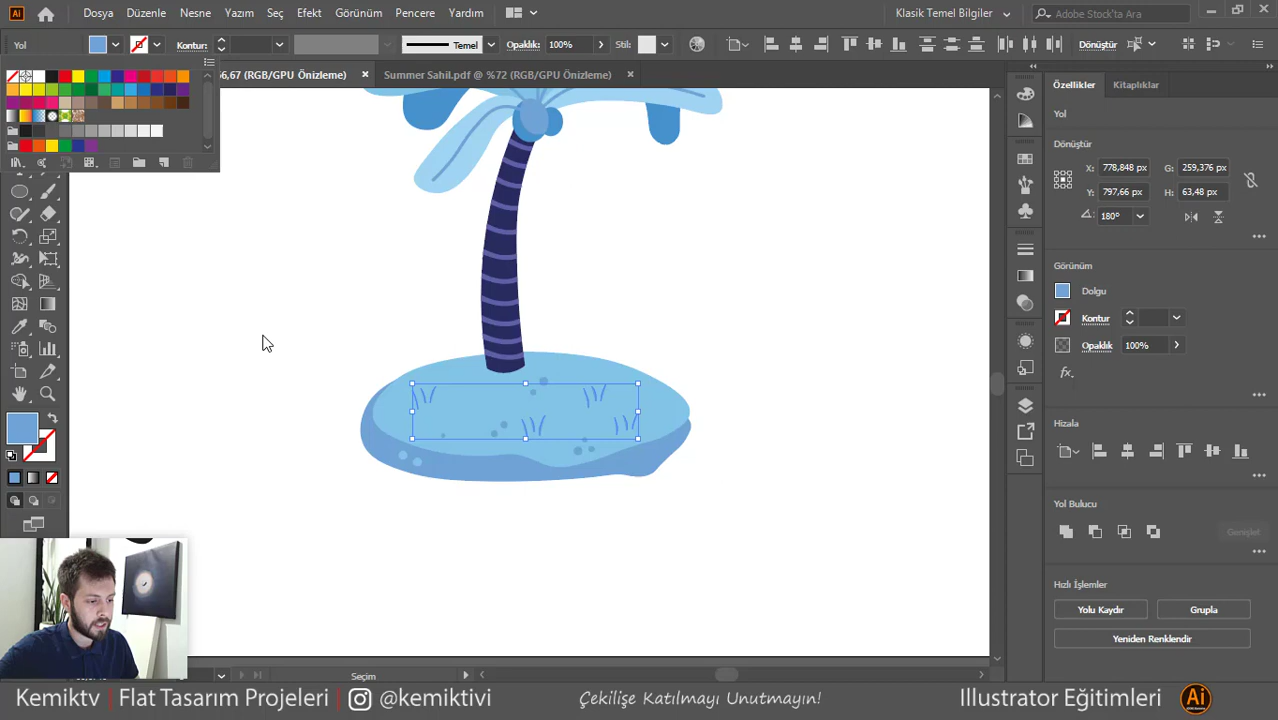 Dosya Düzenle Nesne Yazım Seç Efekt Görünüm Pencere Yardım Klasik Temel Bilgiler Adobe Stock'ta Ara
Yol Kontur: Temel Opaklık: 100% Stil: Dönüştür
6,67 (RGB/GPU Önizleme) Summer Sahil.pdf @ %72 (RGB/GPU Önizleme)
Özellikler Kitaplıklar
Yol
Dönüştür
X: 778,848 px G: 259,376 px
Y: 797,66 px H: 63,48 px
180°
Görünüm
Dolgu
Kontur
Opaklık 100%
fx.
Hizala
Yol Bulucu
Genişlet
Hızlı İşlemler
Yolu Kaydır Grupla
Yeniden Renklendir
Seçim
Kemiktv | Flat Tasarım Projeleri | @kemiktivi Çekilişe Katılmayı Unutmayın! Illustrator Eğitimleri Ai